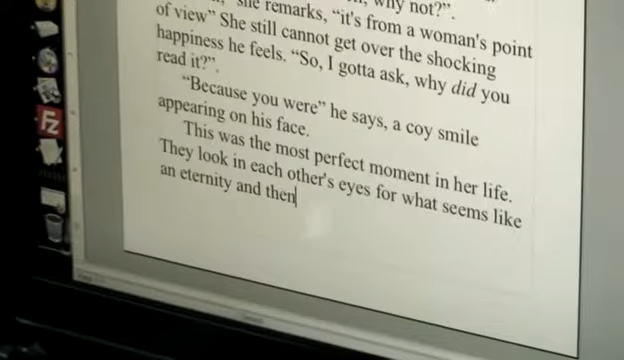 why not?".
she remarks, "it's from a woman's point
of view" She still cannot get over the shocking
happiness he feels. "So, I gotta ask, why did you
read it?".
"Because you were" he says, a coy smile
appearing on his face.
This was the most perfect moment in her life.
They look in each other's eyes for what seems like
an eternity and then
FZ